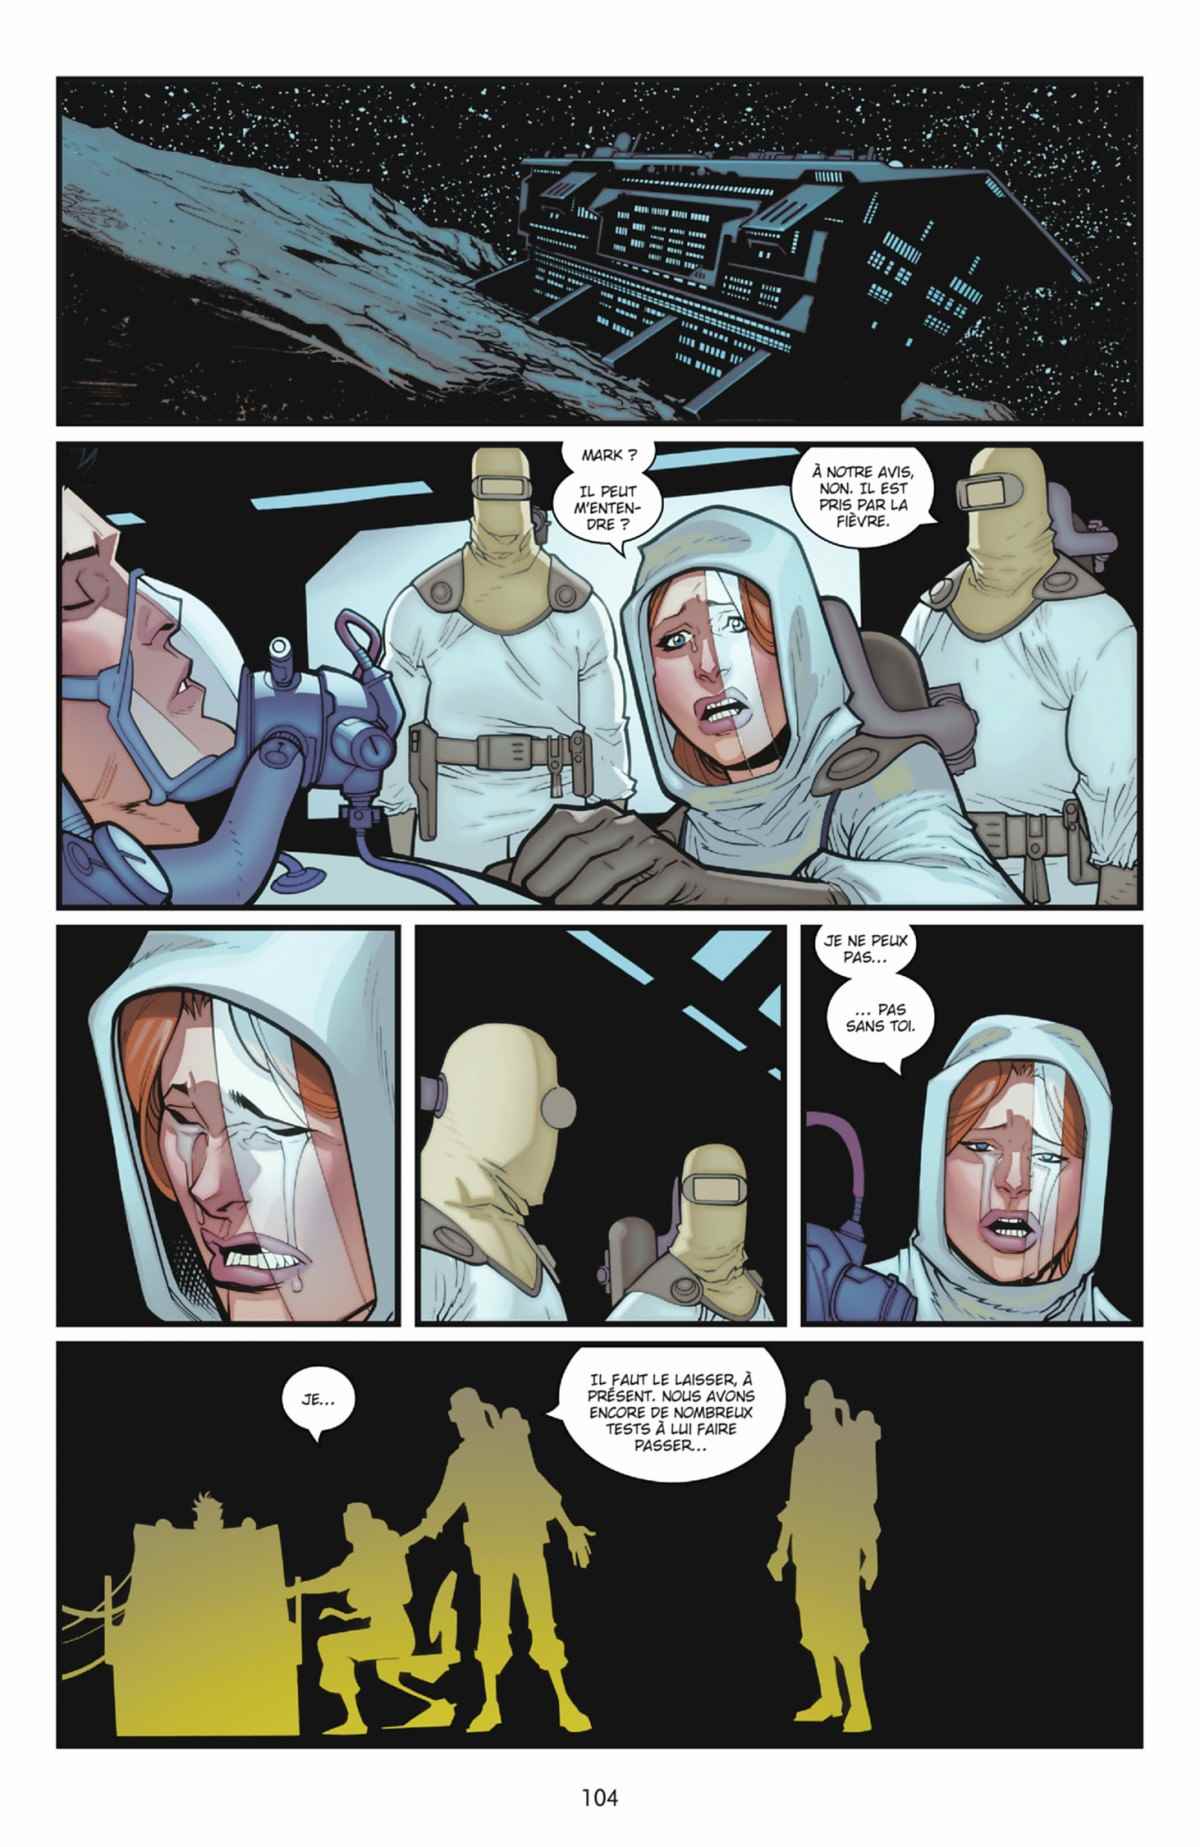 MARK ?
IL PEUT
M'ENTEN-
DRE ?
À NOTRE AVIS,
NON. IL EST
PRIS PAR LA
FIÈVRE.
JE NE PEUX
PAS...
... PAS
SANS TOI.
JE...
IL FAUT LE LAISSER, À
PRÉSENT. NOUS AVONS
ENCORE DE NOMBREUX
TESTS À LUI FAIRE
PASSER...
104